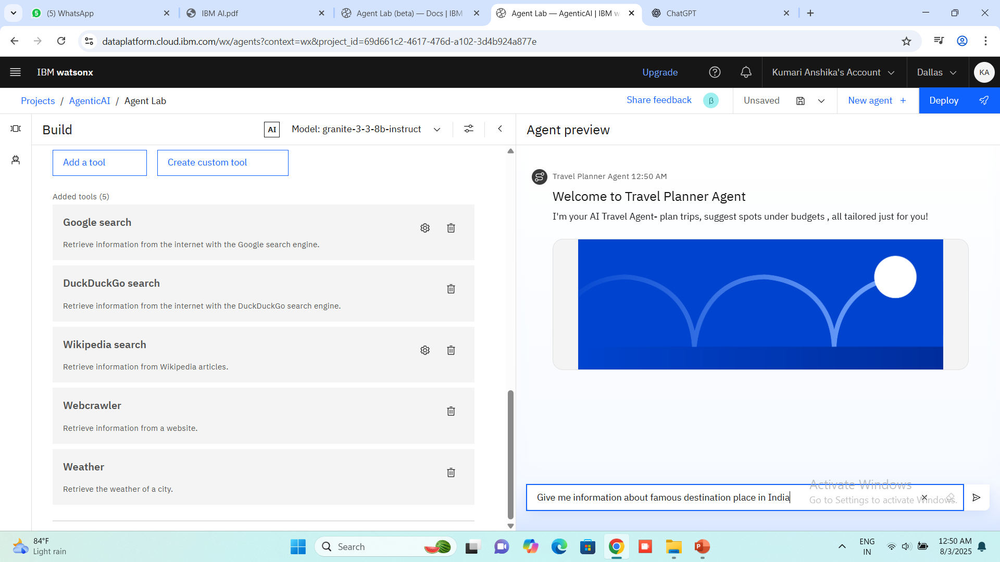 (5) WhatsApp
IBM AI.pdf
Agent Lab (beta) — Docs | IBM
Agent Lab — AgenticAI | IBM w
ChatGPT
dataplatform.cloud.ibm.com/wx/agents?context=wx&project_id=69d661c2-4617-476d-a102-3d4b924a877e
IBM watsonx
Upgrade
Kumari Anshika's Account
Dallas
KA
Projects / AgenticAI / Agent Lab
Share feedback
β
Unsaved
New agent +
Deploy
Build
AI
Model: granite-3-3-8b-instruct
Agent preview
Add a tool
Create custom tool
Added tools (5)
Google search
Retrieve information from the internet with the Google search engine.
DuckDuckGo search
Retrieve information from the internet with the DuckDuckGo search engine.
Wikipedia search
Retrieve information from Wikipedia articles.
Webcrawler
Retrieve information from a website.
Weather
Retrieve the weather of a city.
Travel Planner Agent 12:50 AM
Welcome to Travel Planner Agent
I'm your AI Travel Agent- plan trips, suggest spots under budgets , all tailored just for you!
Give me information about famous destination place in India
Activate Windows
Go to Settings to activate Windows.
84°F
Light rain
Search
ENG
IN
12:50 AM
8/3/2025